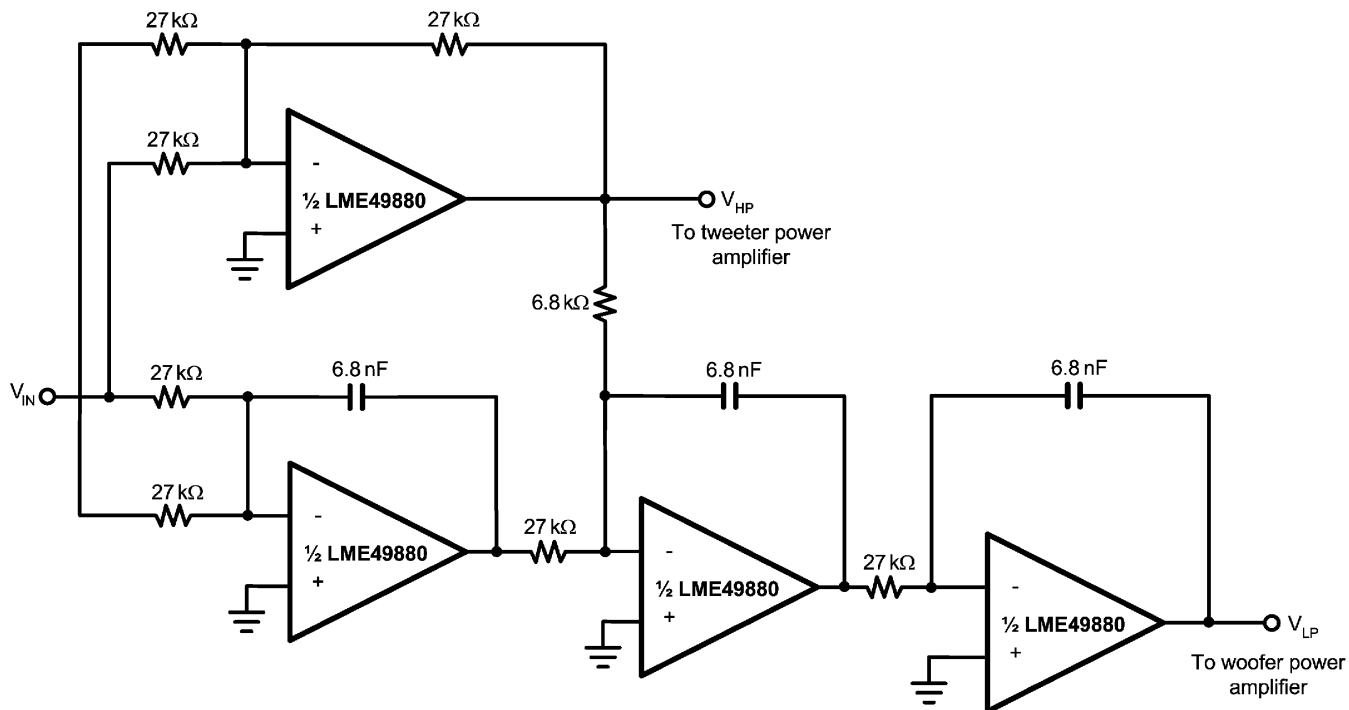 27 kΩ
27 kΩ
27 kΩ
-
½ LME49880
+
V_HP
To tweeter power
amplifier
6.8 kΩ
V_IN
27 kΩ
6.8 nF
6.8 nF
6.8 nF
27 kΩ
-
½ LME49880
+
27 kΩ
-
½ LME49880
+
27 kΩ
-
½ LME49880
+
V_LP
To woofer power
amplifier